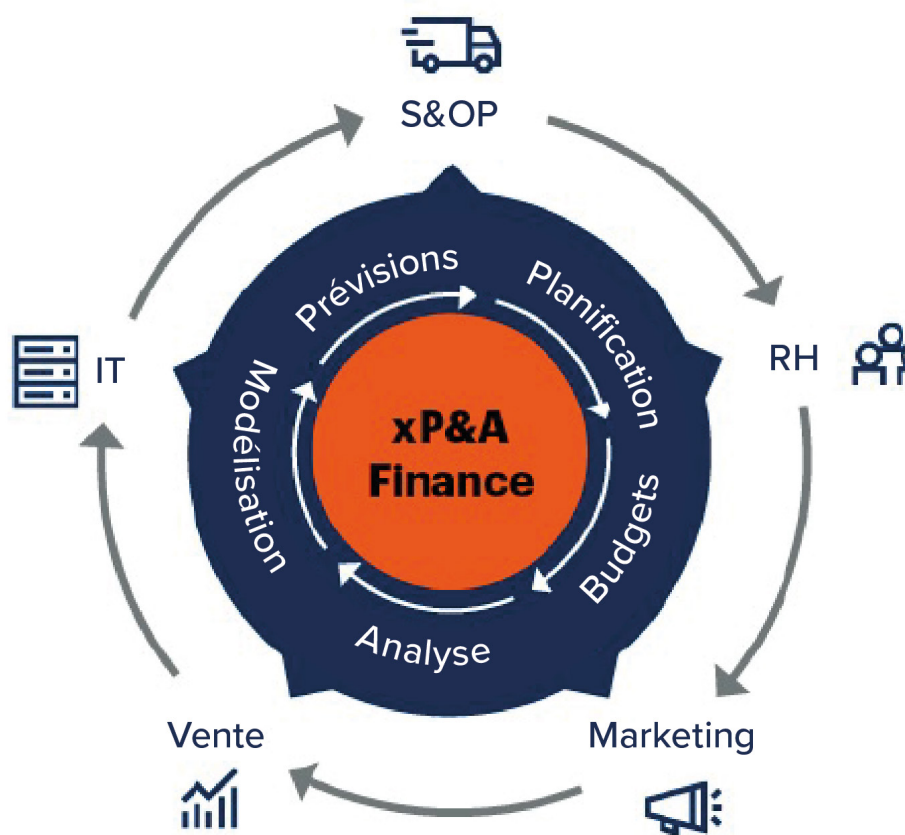 S&OP
Prévisions
Planification
IT
RH
Modélisation
xP&A
Finance
Budgets
Analyse
Vente
Marketing